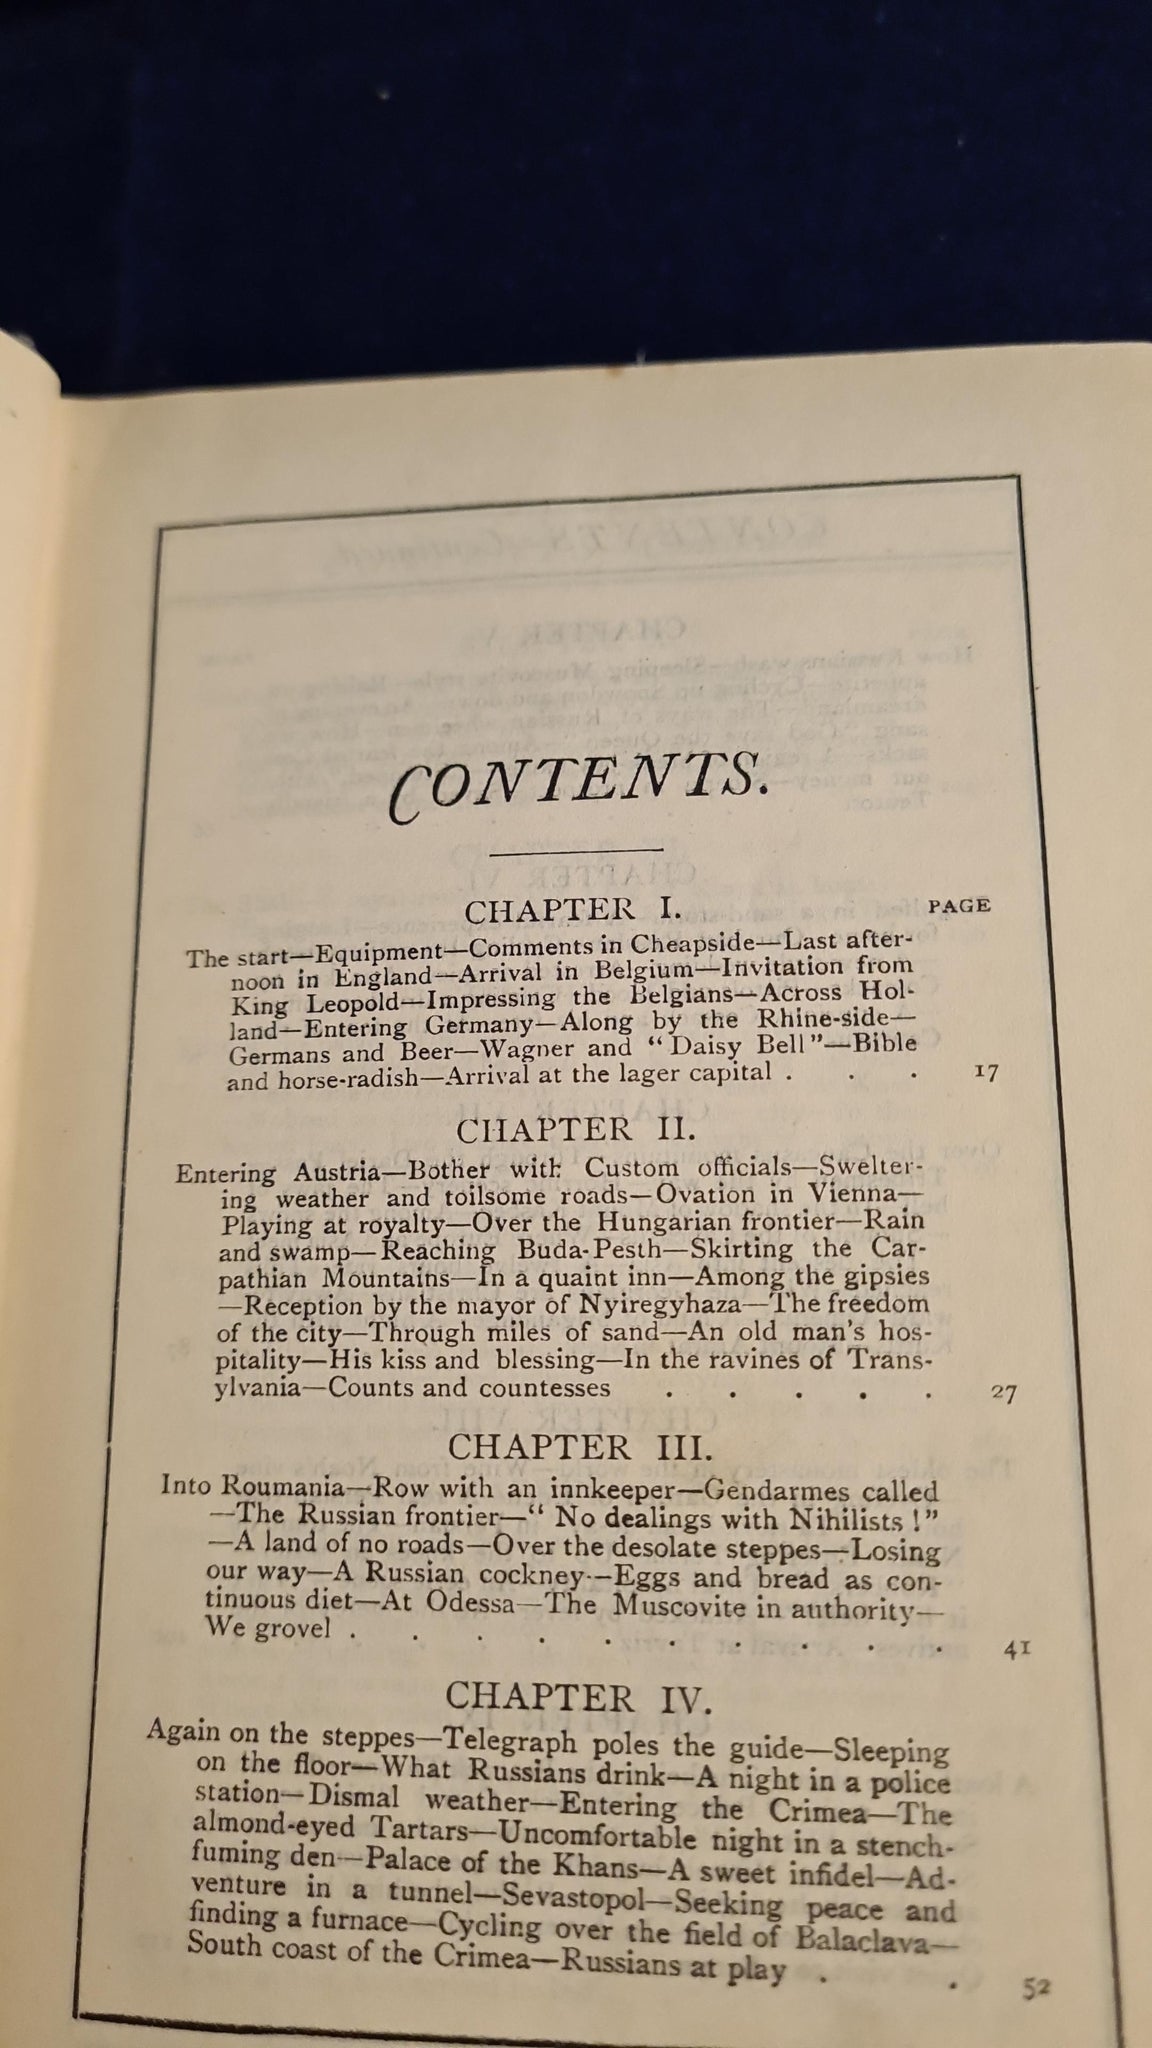 CONTENTS.
CHAPTER I.
PAGE
The start—Equipment—Comments in Cheapside—Last after-
noon in England—Arrival in Belgium—Invitation from
King Leopold—Impressing the Belgians—Across Hol-
land—Entering Germany—Along by the Rhine-side—
Germans and Beer—Wagner and "Daisy Bell"—Bible
and horse-radish—Arrival at the lager capital . . . 17
CHAPTER II.
Entering Austria—Bother with Custom officials—Swelter-
ing weather and toilsome roads—Ovation in Vienna—
Playing at royalty—Over the Hungarian frontier—Rain
and swamp—Reaching Buda-Pesth—Skirting the Car-
pathian Mountains—In a quaint inn—Among the gipsies
—Reception by the mayor of Nyiregyhaza—The freedom
of the city—Through miles of sand—An old man's hos-
pitality—His kiss and blessing—In the ravines of Trans-
ylvania—Counts and countesses . . . . . 27
CHAPTER III.
Into Roumania—Row with an innkeeper—Gendarmes called
—The Russian frontier—" No dealings with Nihilists !"
—A land of no roads—Over the desolate steppes—Losing
our way—A Russian cockney—Eggs and bread as con-
tinuous diet—At Odessa—The Muscovite in authority—
We grovel . . . . . . . . . . 41
CHAPTER IV.
Again on the steppes—Telegraph poles the guide—Sleeping
on the floor—What Russians drink—A night in a police
station—Dismal weather—Entering the Crimea—The
almond-eyed Tartars—Uncomfortable night in a stench-
fuming den—Palace of the Khans—A sweet infidel—Ad-
venture in a tunnel—Sevastopol—Seeking peace and
finding a furnace—Cycling over the field of Balaclava—
South coast of the Crimea—Russians at play . . 52